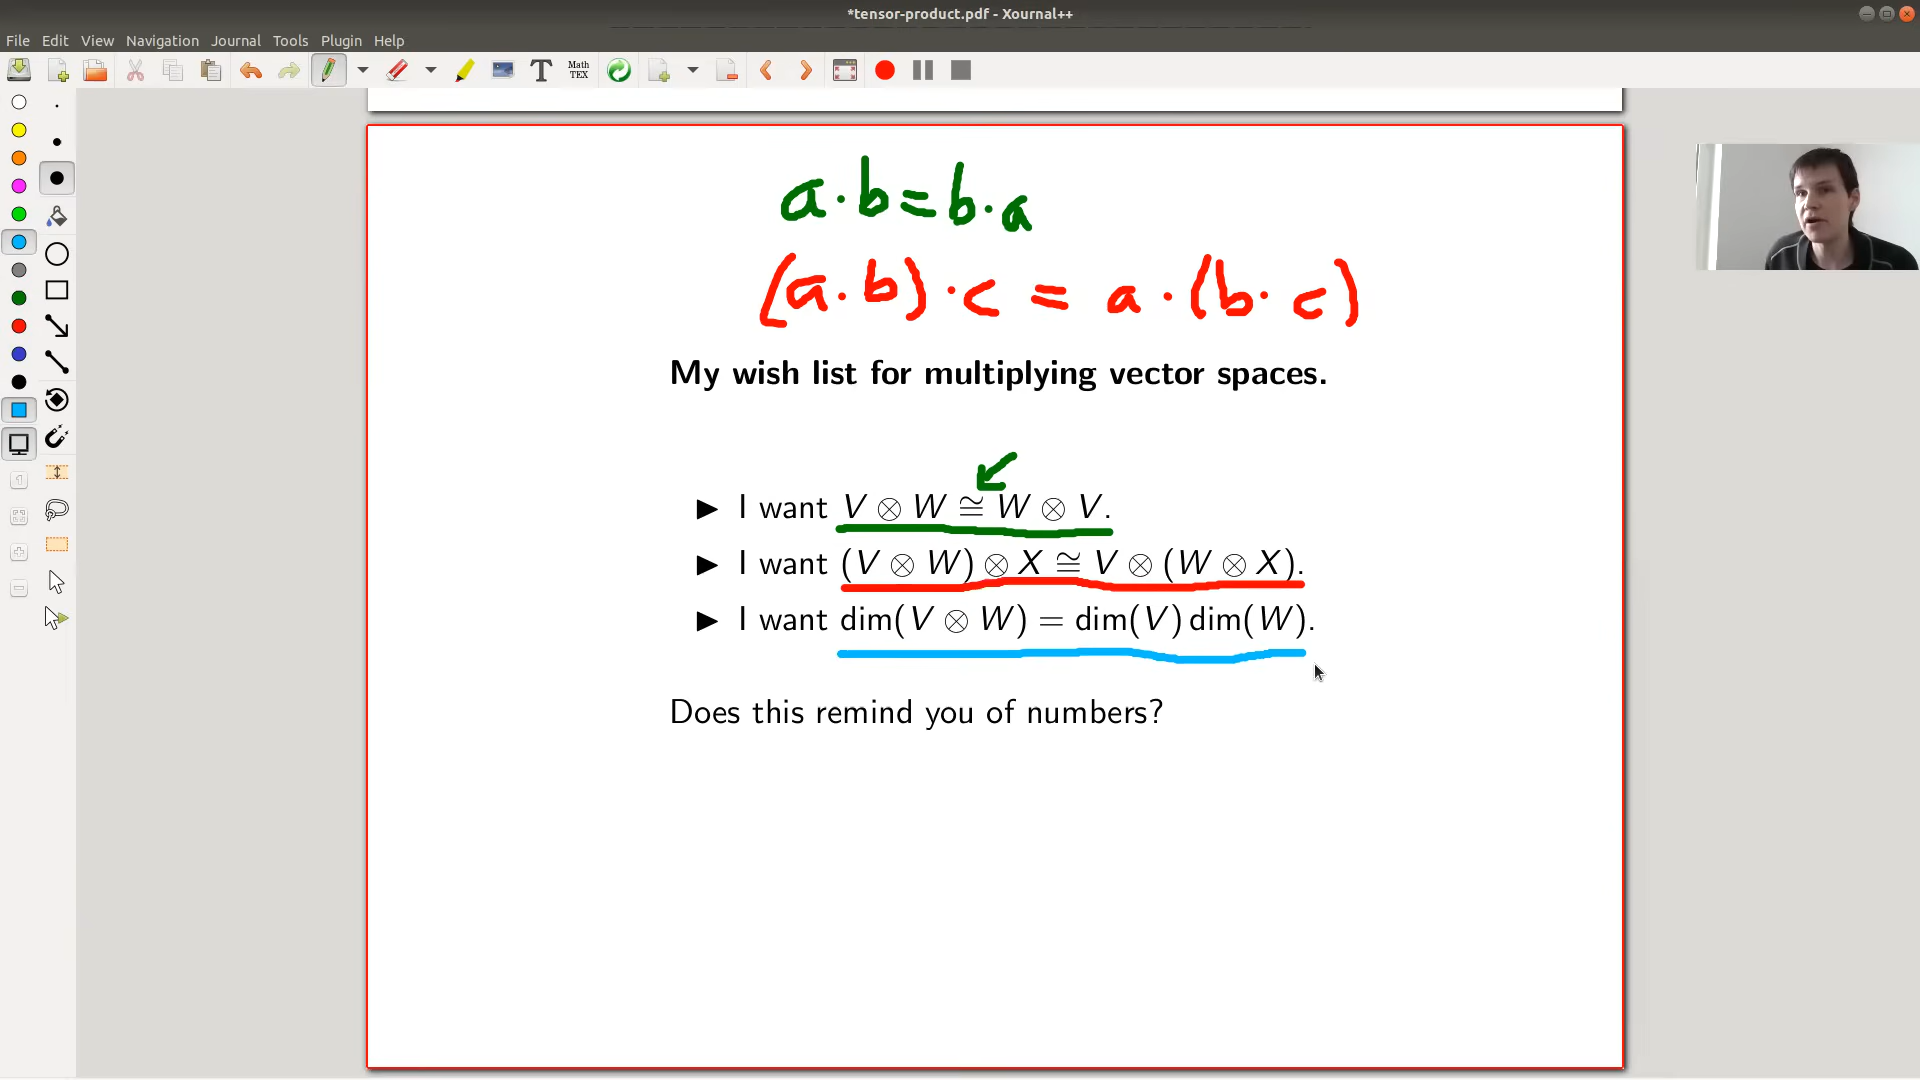 *tensor-product.pdf - Xournal++
File Edit View Navigation Journal Tools Plugin Help
Math
TEX
a·b=b·a
(a·b)·c = a·(b·c)
My wish list for multiplying vector spaces.
▶ I want V ⊗ W ≅ W ⊗ V.
▶ I want (V ⊗ W) ⊗ X ≅ V ⊗ (W ⊗ X).
▶ I want dim(V ⊗ W) = dim(V) dim(W).
Does this remind you of numbers?